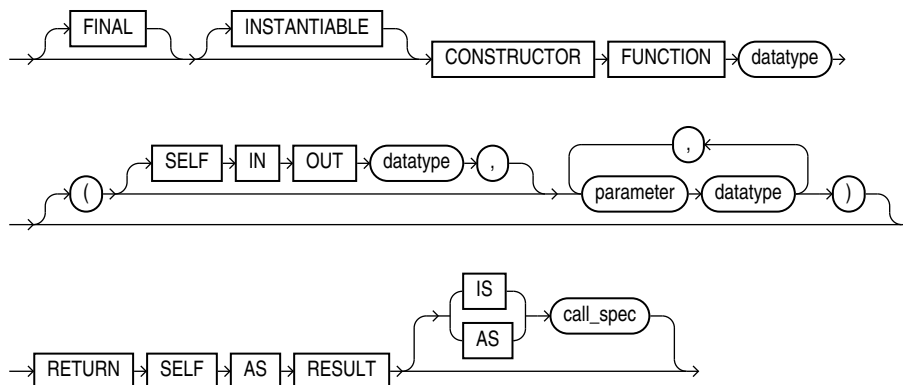 FINAL INSTANTIABLE
CONSTRUCTOR FUNCTION datatype
SELF IN OUT datatype , ,
( parameter datatype )
IS
AS call_spec
RETURN SELF AS RESULT